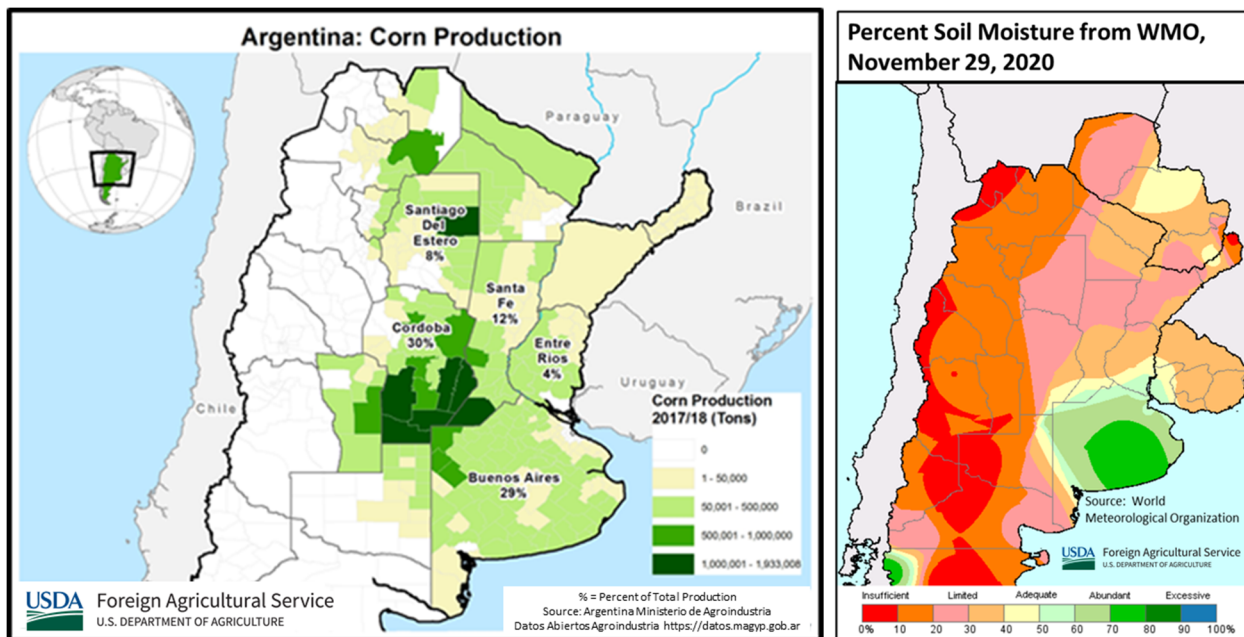 Argentina: Corn Production
Paraguay
Brazil
Santiago
Del
Estero
8%
Santa
Fe
12%
Cordoba
30%
Entre
Rios
4%
Uruguay
Chile
Buenos Aires
29%
Corn Production
2017/18 (Tons)
0
1 - 50,000
50,001 - 500,000
500,001 - 1,000,000
1,000,001 - 1,933,008
USDA
Foreign Agricultural Service
U.S. DEPARTMENT OF AGRICULTURE
% = Percent of Total Production
Source: Argentina Ministerio de Agroindustria
Datos Abiertos Agroindustria https://datos.magyp.gob.ar
Percent Soil Moisture from WMO,
November 29, 2020
Source: World
Meteorological Organization
USDA
Foreign Agricultural Service
U.S. DEPARTMENT OF AGRICULTURE
Insufficient Limited Adequate Abundant Excessive
0% 10 20 30 40 50 60 70 80 90 100%